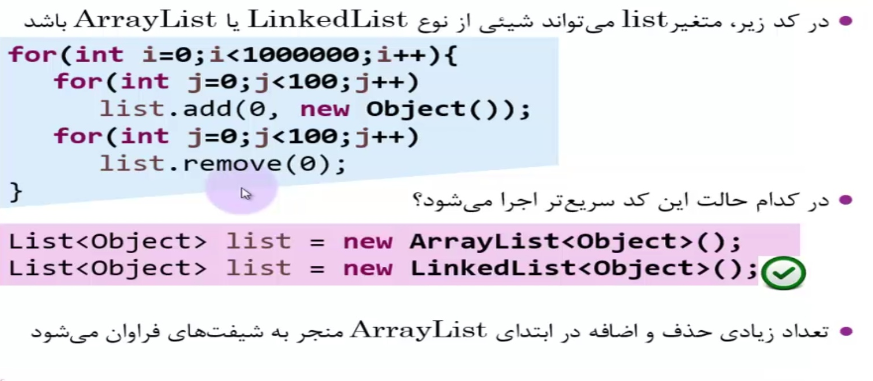 در کد زیر، متغیر list می‌تواند شیئی از نوع LinkedList یا ArrayList باشد
for(int i=0;i<1000000;i++){
for(int j=0;j<100;j++)
list.add(0, new Object());
for(int j=0;j<100;j++)
list.remove(0);
}
در کدام حالت این کد سریع‌تر اجرا می‌شود؟
List<Object> list = new ArrayList<Object>();
List<Object> list = new LinkedList<Object>();
تعداد زیادی حذف و اضافه در ابتدای ArrayList منجر به شیفت‌های فراوان می‌شود